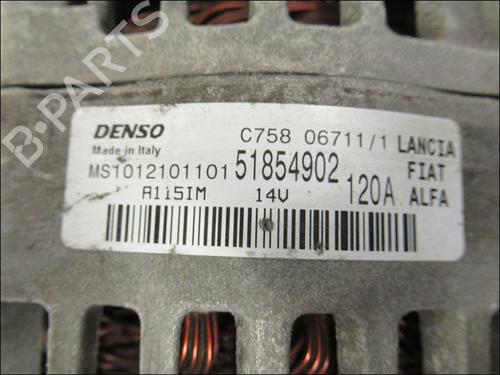 B-PARTS
DENSO
Made in Italy
C758 06711/1
LANCIA
FIAT
ALFA
MS1012101101
51854902
120A
A115IM
14V